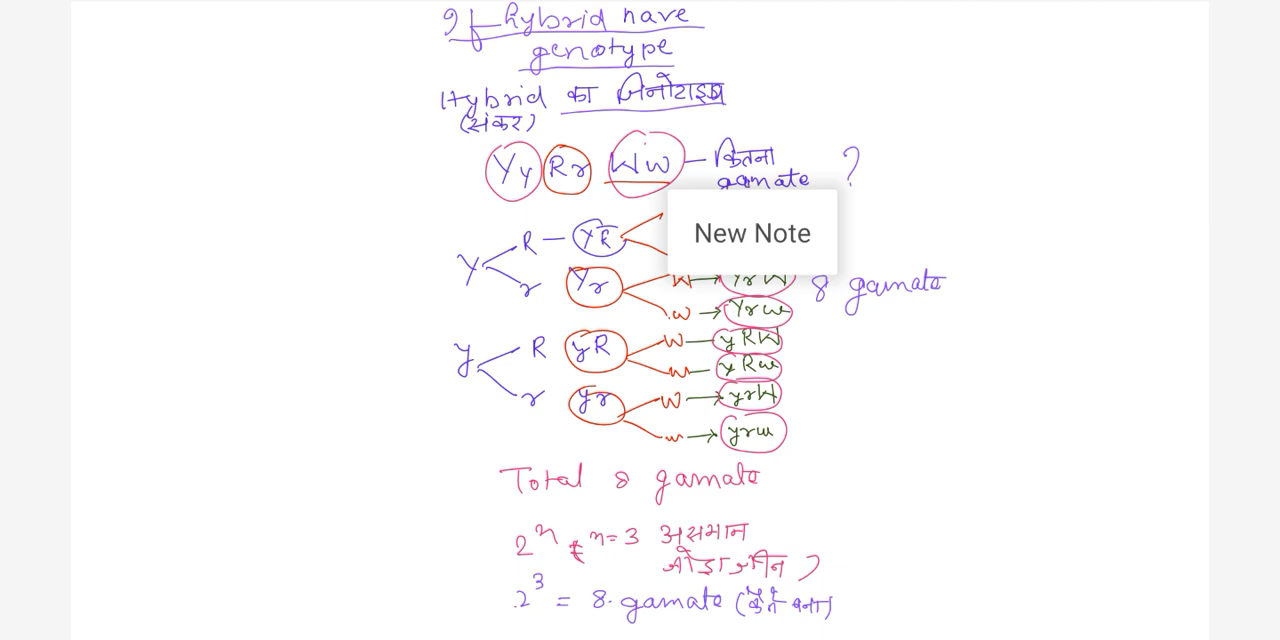 If hybrid have
genotype
Hybrid का जिनोटाइप
(संकर)
Yy Rr Ww – कितना
gamate ?
New Note
Y R – YR
r Yr W → YrW 8 gamate
w → Yrw
y R yR W – yRW
w – yRw
r yr W → yrW
w → yrw
Total 8 gamate
2ⁿ n=3 असमान
जोड़ा जीन )
2³ = 8. gamate (